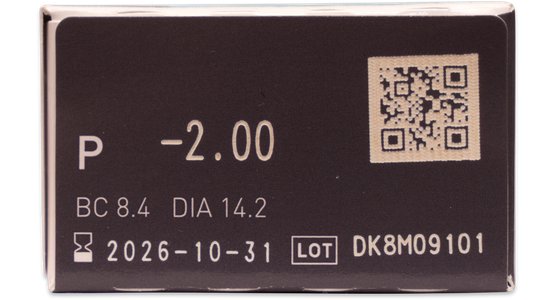 P -2.00
BC 8.4 DIA 14.2
2026-10-31 LOT DK8M09101